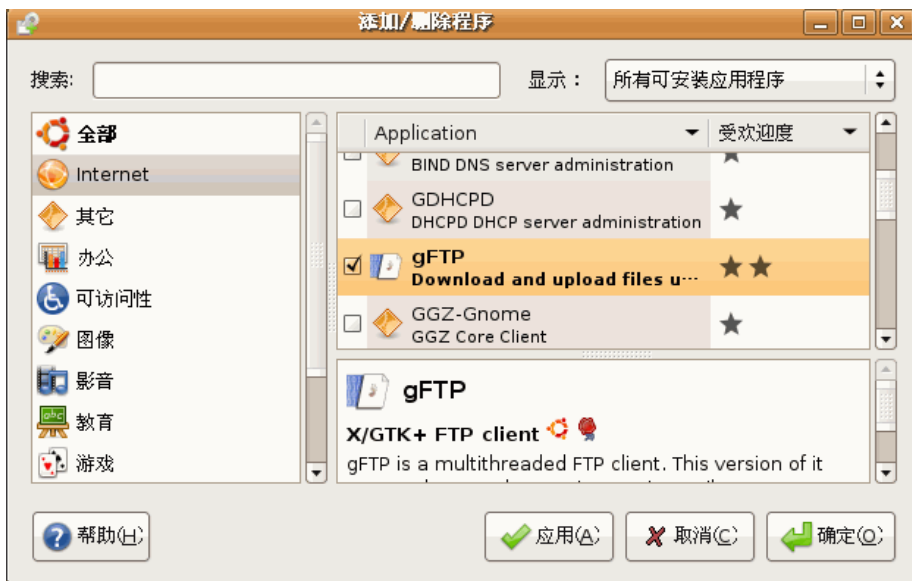 添加/删除程序
搜索:
显示：
所有可安装应用程序
全部
Internet
其它
办公
可访问性
图像
影音
教育
游戏
Application
受欢迎度
BIND DNS server administration
GDHCPD
DHCPD DHCP server administration
gFTP
Download and upload files u…
GGZ-Gnome
GGZ Core Client
gFTP
X/GTK+ FTP client
gFTP is a multithreaded FTP client. This version of it
帮助(H)
应用(A)
取消(C)
确定(O)